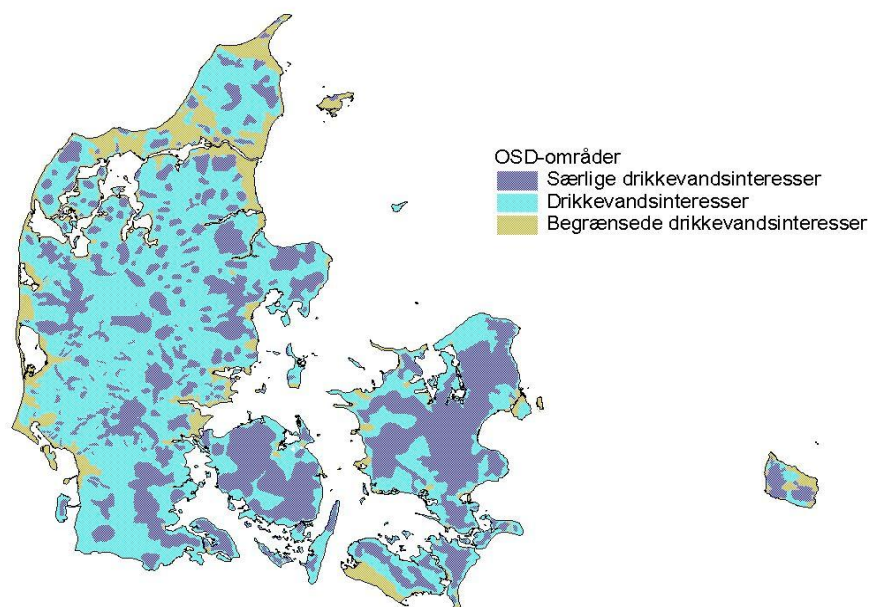 OSD-områder
Særlige drikkevandsinteresser
Drikkevandsinteresser
Begrænsede drikkevandsinteresser